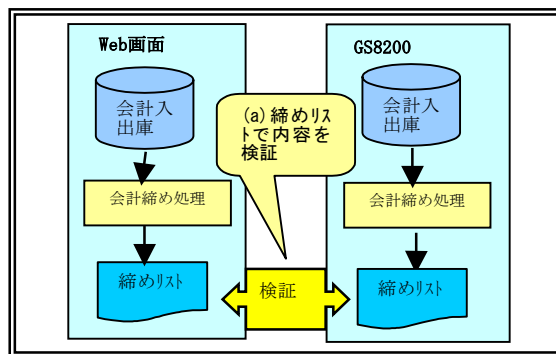 Web画面
GS8200
会計入
出庫
(a)締めﾘｽ
ﾄで内容を
検証
会計入
出庫
会計締め処理
会計締め処理
締めﾘｽﾄ
検証
締めﾘｽﾄ